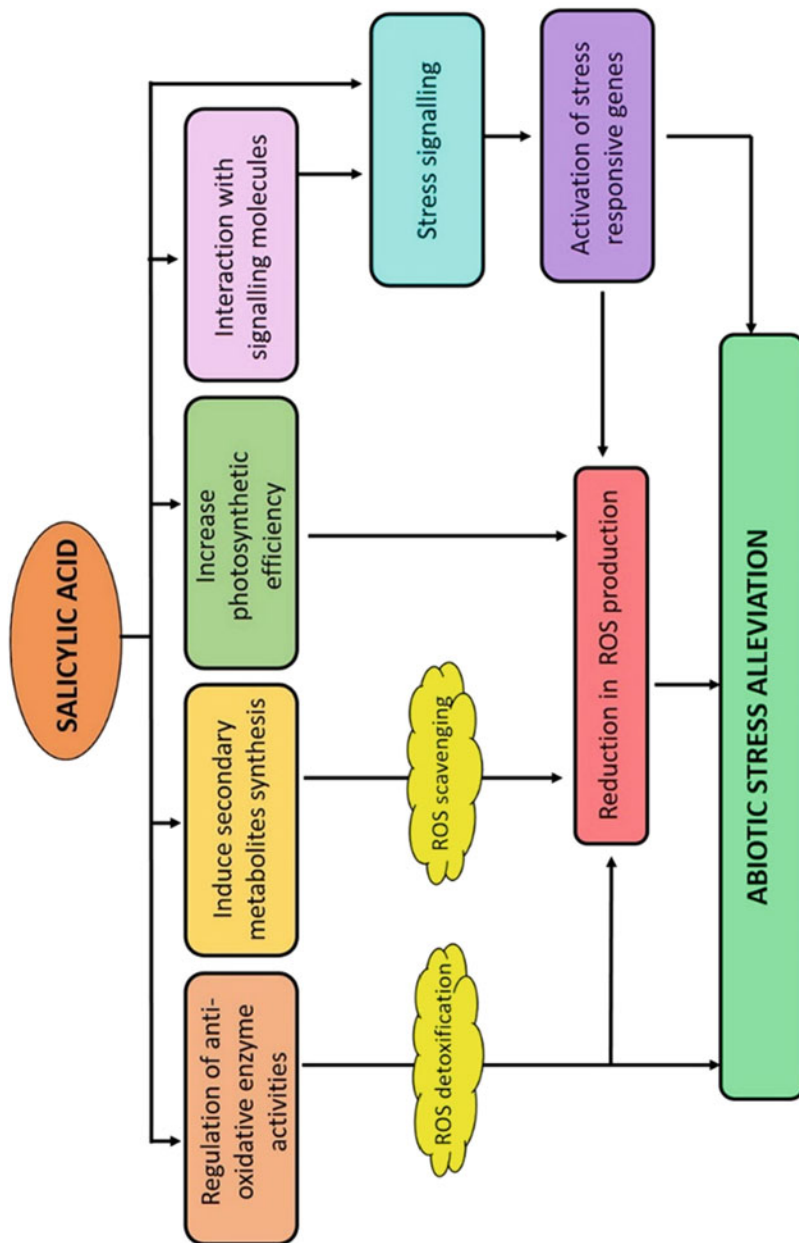 SALICYLIC ACID
Regulation of anti-
oxidative enzyme
activities
Induce secondary
metabolites synthesis
Increase
photosynthetic
efficiency
Interaction with
signalling molecules
Stress signalling
ROS detoxification
ROS scavenging
Activation of stress
responsive genes
Reduction in ROS production
ABIOTIC STRESS ALLEVIATION